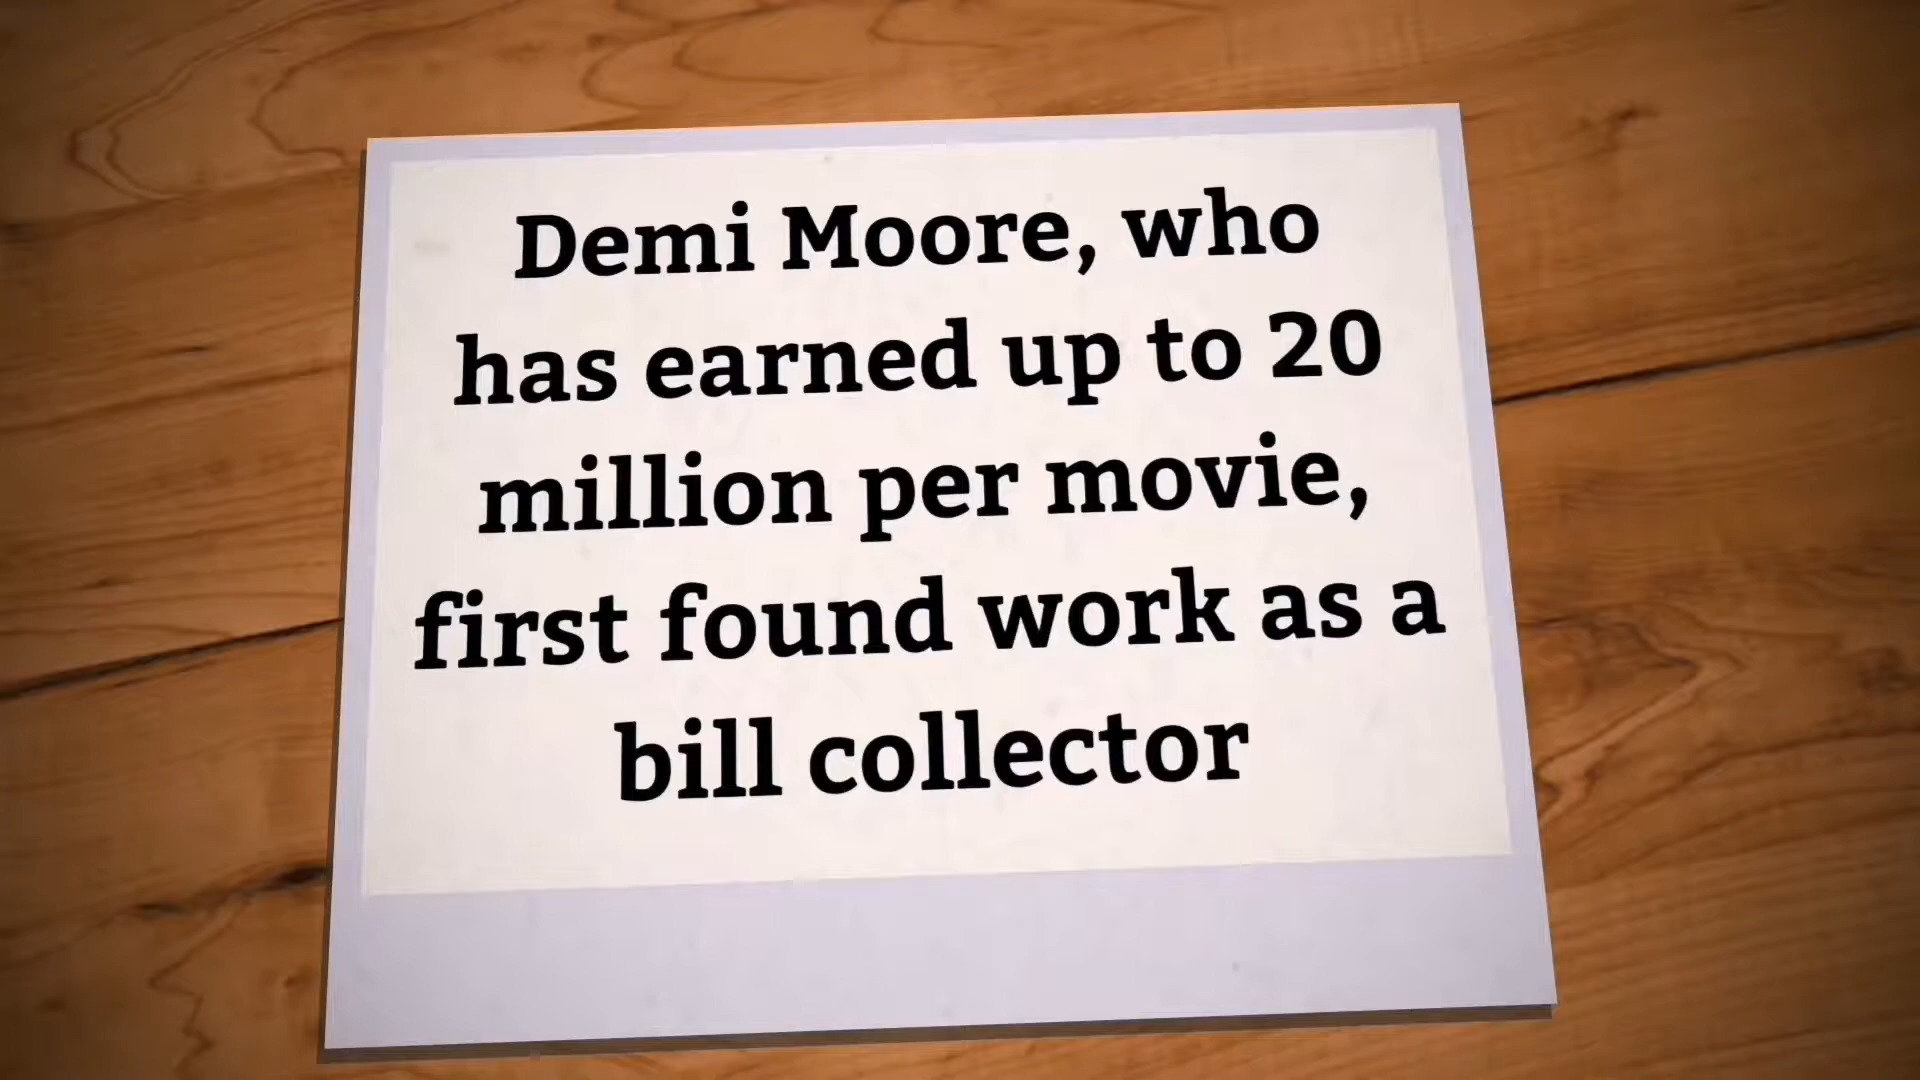 Demi Moore, who
has earned up to 20
million per movie,
first found work as a
bill collector